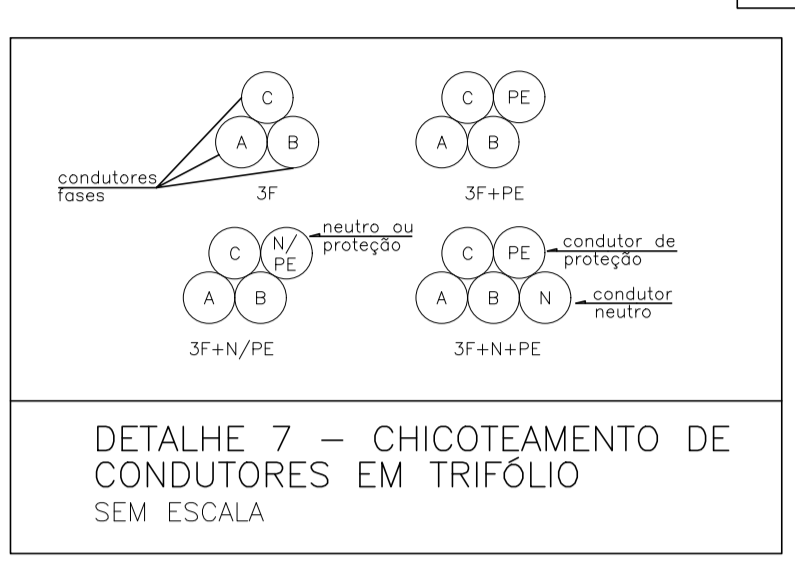 C
A
B
condutores
fases
3F
C
PE
A
B
3F+PE
C
N/
PE
neutro ou
proteção
A
B
3F+N/PE
C
PE
condutor de
proteção
A
B
N
condutor
neutro
3F+N+PE
DETALHE 7 – CHICOTEAMENTO DE
CONDUTORES EM TRIFÓLIO
SEM ESCALA